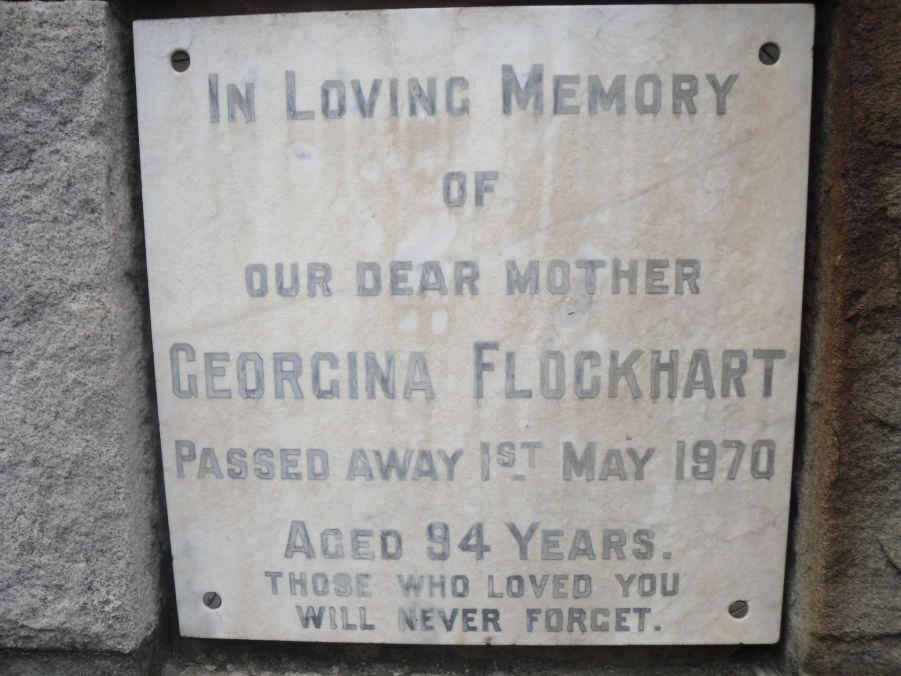 IN LOVING MEMORY
OF
OUR DEAR MOTHER
GEORGINA FLOCKHART
PASSED AWAY 1ST MAY 1970
AGED 94 YEARS.
THOSE WHO LOVED YOU
WILL NEVER FORGET.